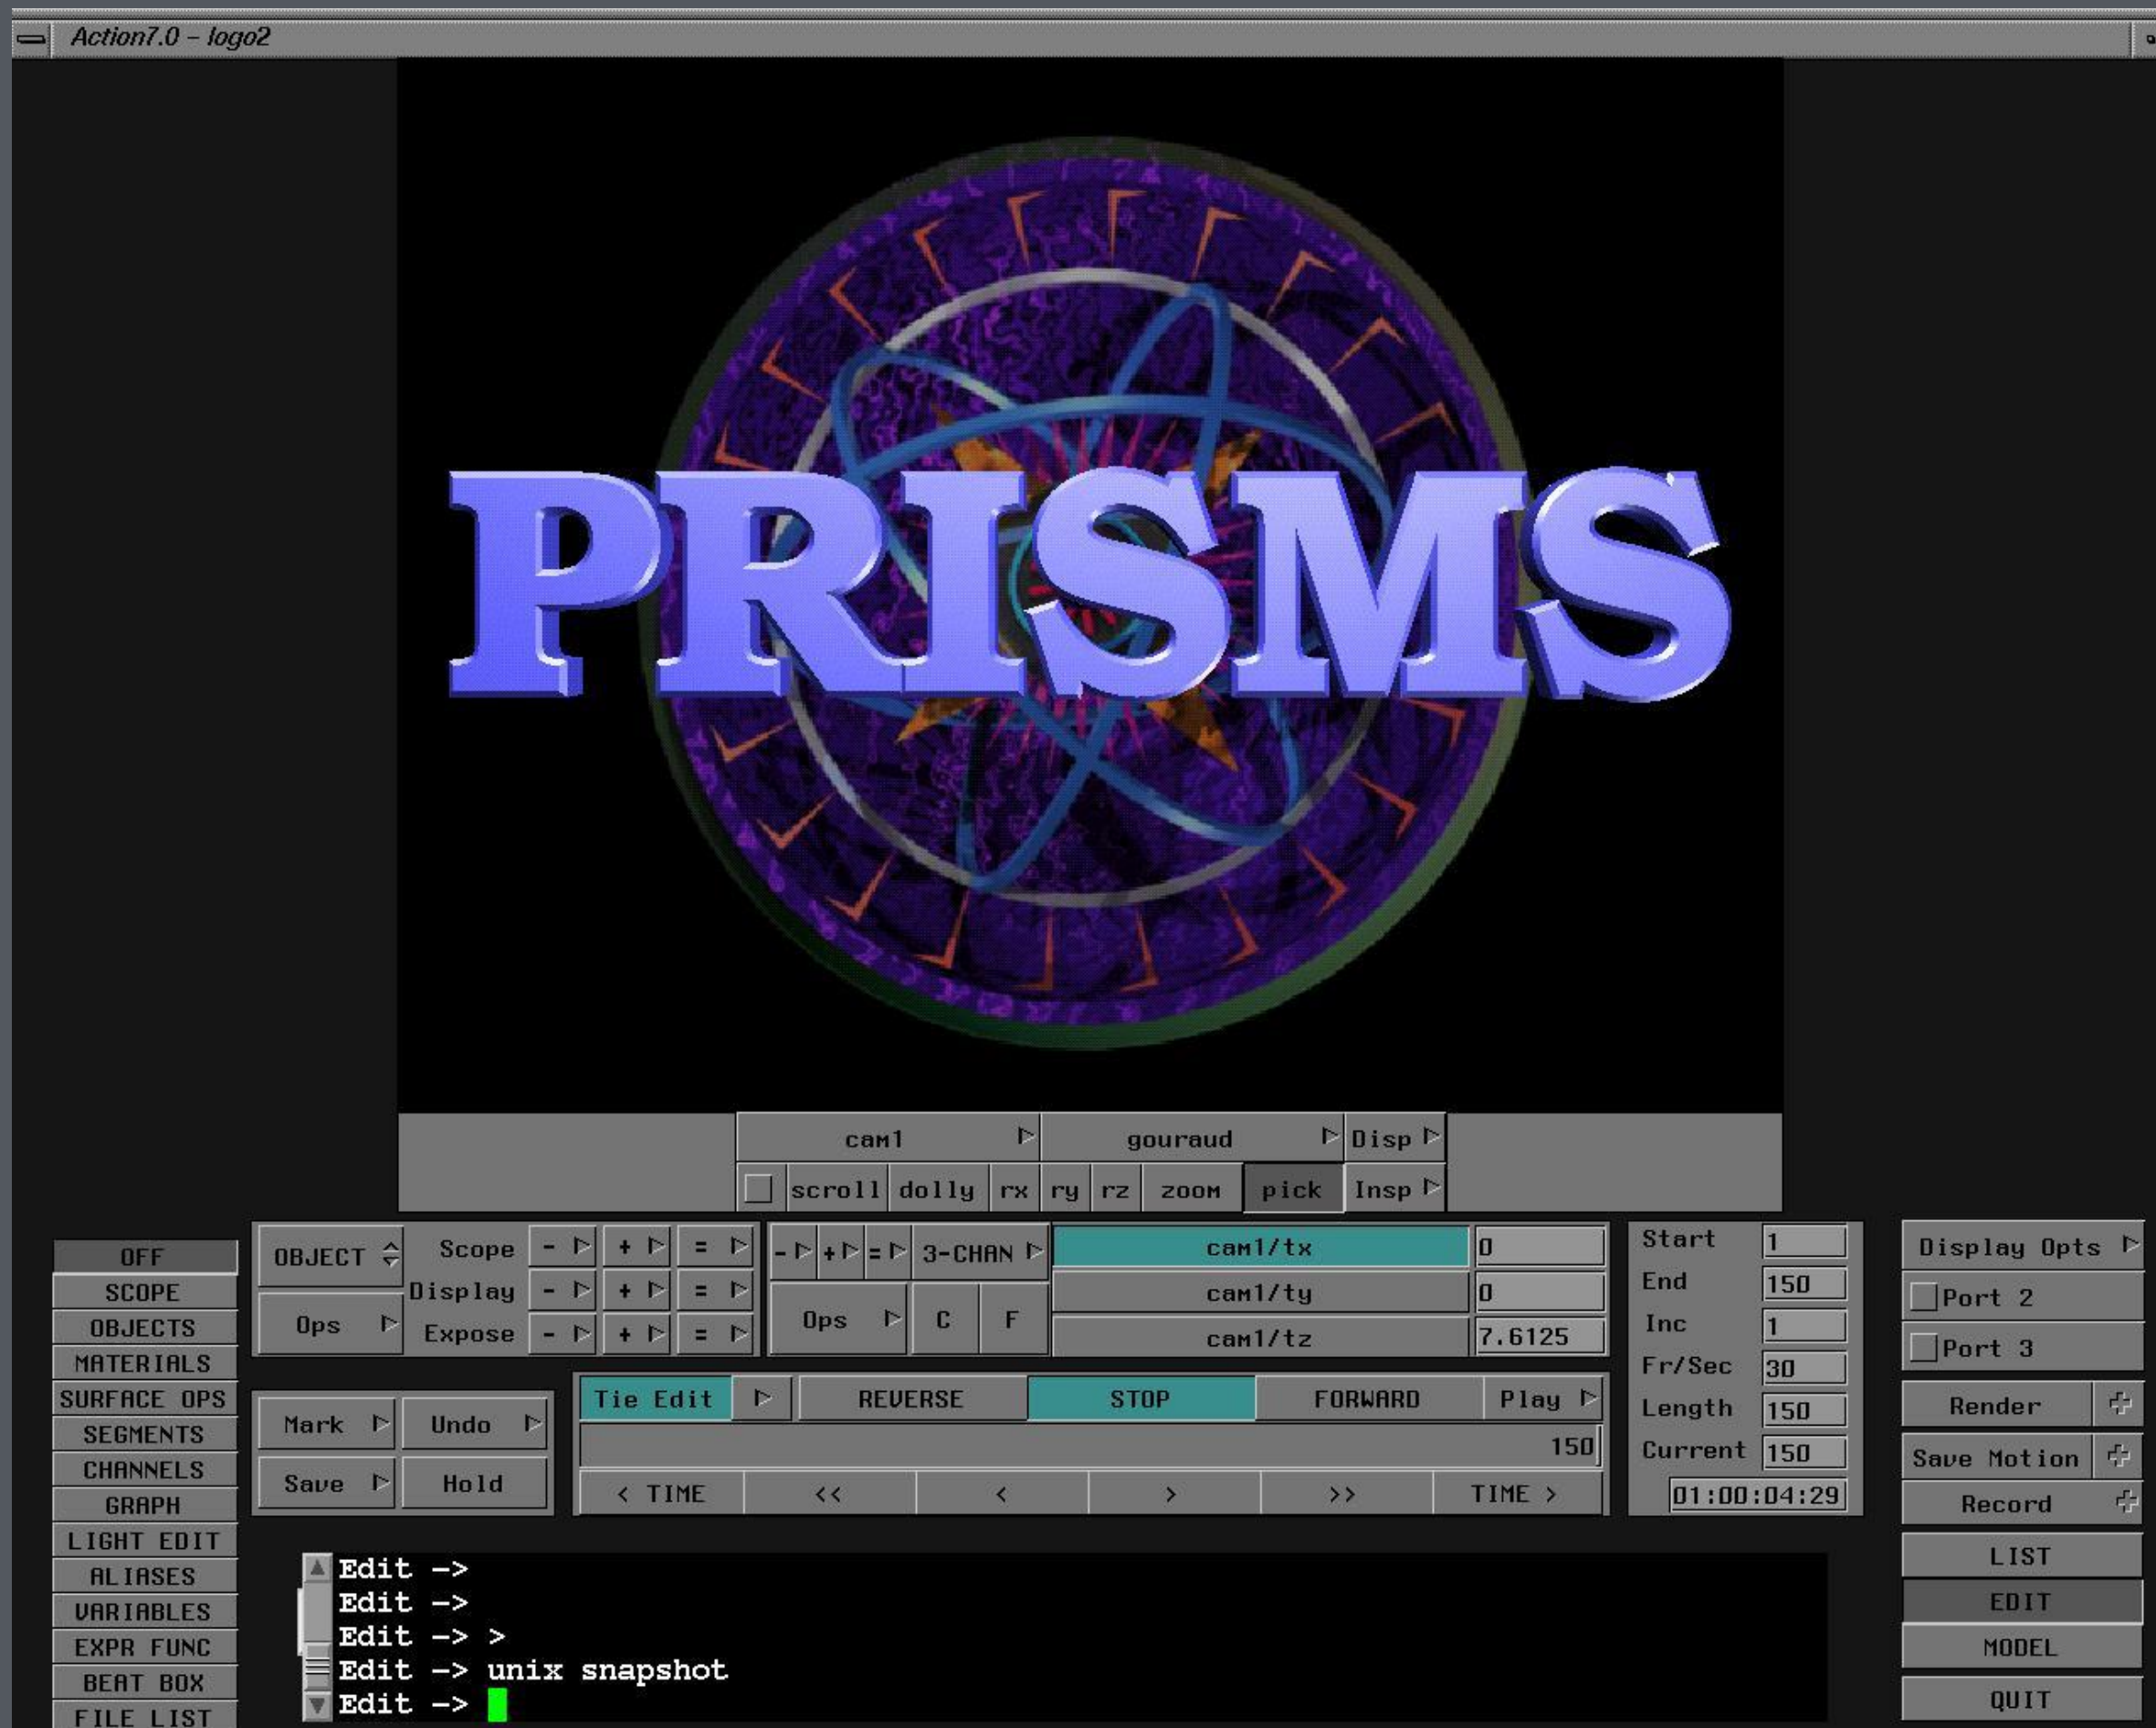 Action7.0 – logo2
PRISMS
cam1 gouraud Disp
scroll dolly rx ry rz zoom pick Insp
OFF
SCOPE
OBJECTS
MATERIALS
SURFACE OPS
SEGMENTS
CHANNELS
GRAPH
LIGHT EDIT
ALIASES
VARIABLES
EXPR FUNC
BEAT BOX
FILE LIST
OBJECT
Ops
Scope - + =
Display - + =
Expose - + =
- + = 3-CHAN
Ops C F
cam1/tx 0
cam1/ty 0
cam1/tz 7.6125
Mark Undo
Save Hold
Tie Edit REVERSE STOP FORWARD Play
150
< TIME << < > >> TIME >
Start 1
End 150
Inc 1
Fr/Sec 30
Length 150
Current 150
01:00:04:29
Display Opts
Port 2
Port 3
Render
Save Motion
Record
LIST
EDIT
MODEL
QUIT
Edit ->
Edit ->
Edit -> >
Edit -> unix snapshot
Edit ->